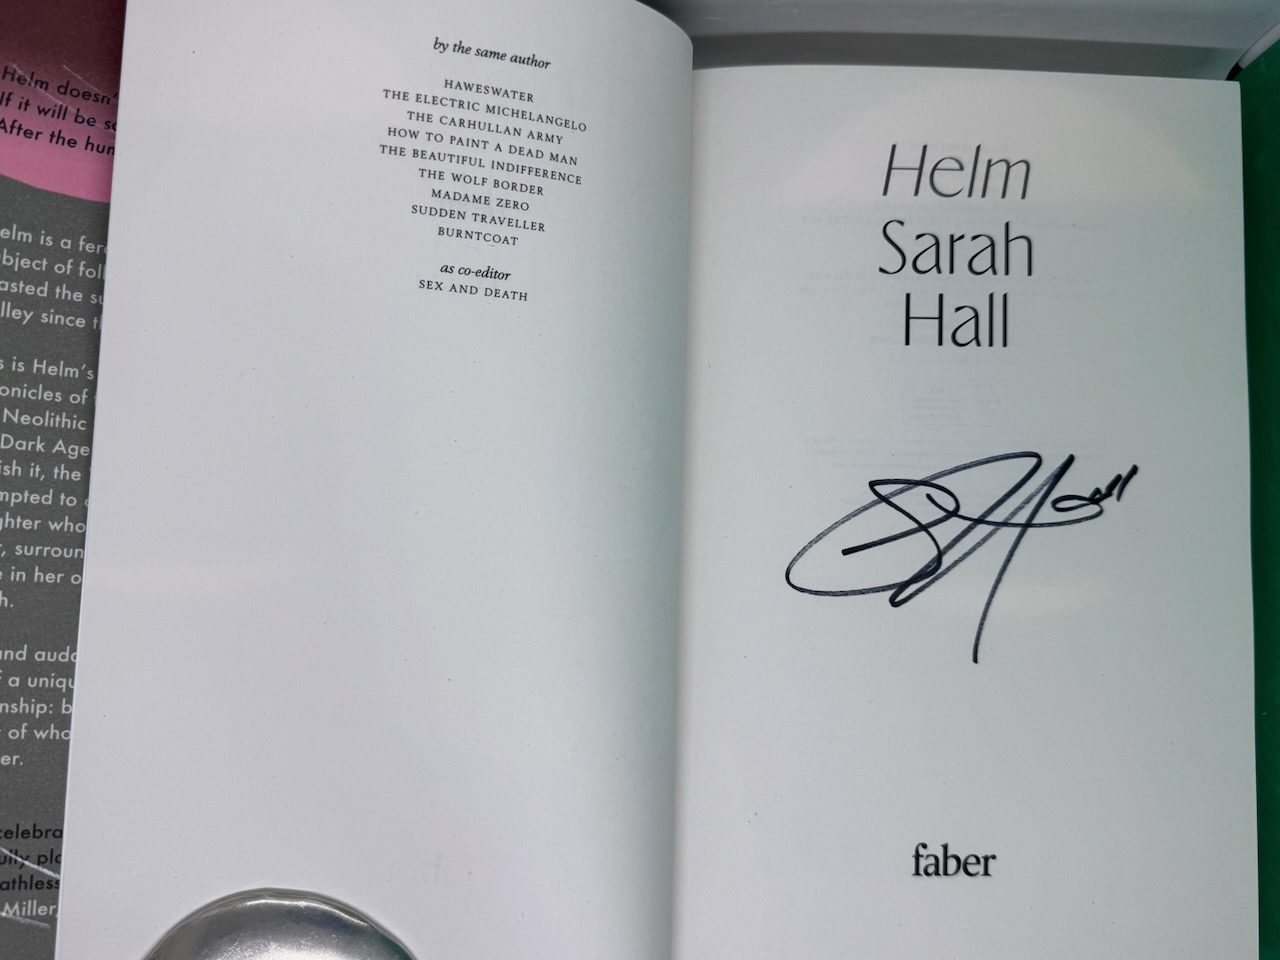 Helm doesn'
If it will be
After the hum
elm is a
bject of
asted the
lley since
s is Helm's
onicles of
Neolithic
Dark Age
ish it, the
mpted to
ghter who
, surroun
e in her
h.
and
f a uniqu
nship:
of who
er.
celebra
ully
athless
Miller,
by the same author
HAWESWATER
THE ELECTRIC MICHELANGELO
THE CARHULLAN ARMY
HOW TO PAINT A DEAD MAN
THE BEAUTIFUL INDIFFERENCE
THE WOLF BORDER
MADAME ZERO
SUDDEN TRAVELLER
BURNTCOAT
as co-editor
SEX AND DEATH
Helm
Sarah
Hall
S Hall
faber